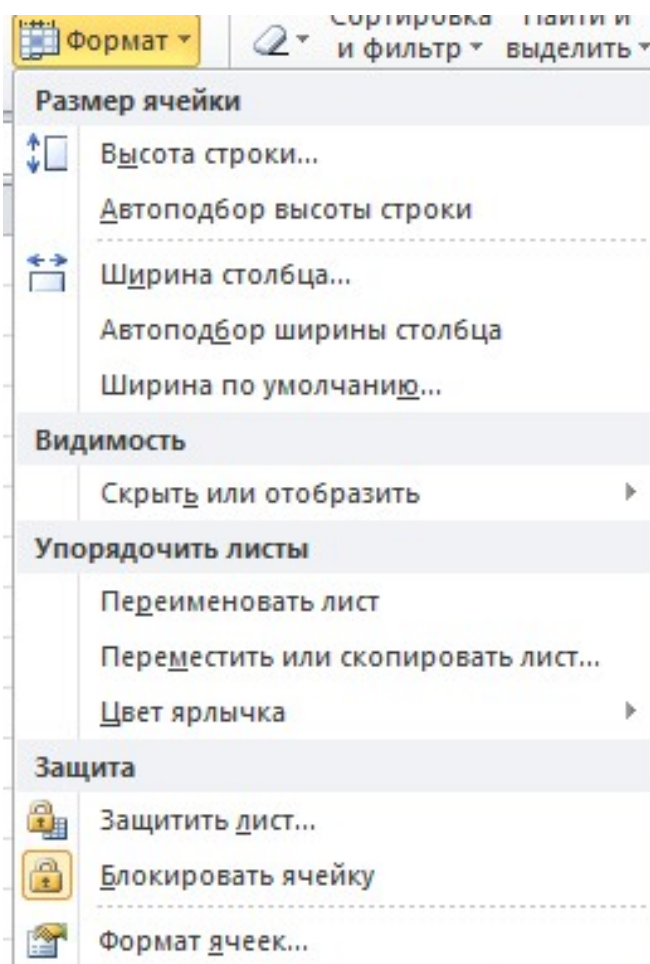 Сортировка Найти и
Формат и фильтр выделить
Размер ячейки
Высота строки...
Автоподбор высоты строки
Ширина столбца...
Автоподбор ширины столбца
Ширина по умолчанию...
Видимость
Скрыть или отобразить
Упорядочить листы
Переименовать лист
Переместить или скопировать лист...
Цвет ярлычка
Защита
Защитить лист...
Блокировать ячейку
Формат ячеек...